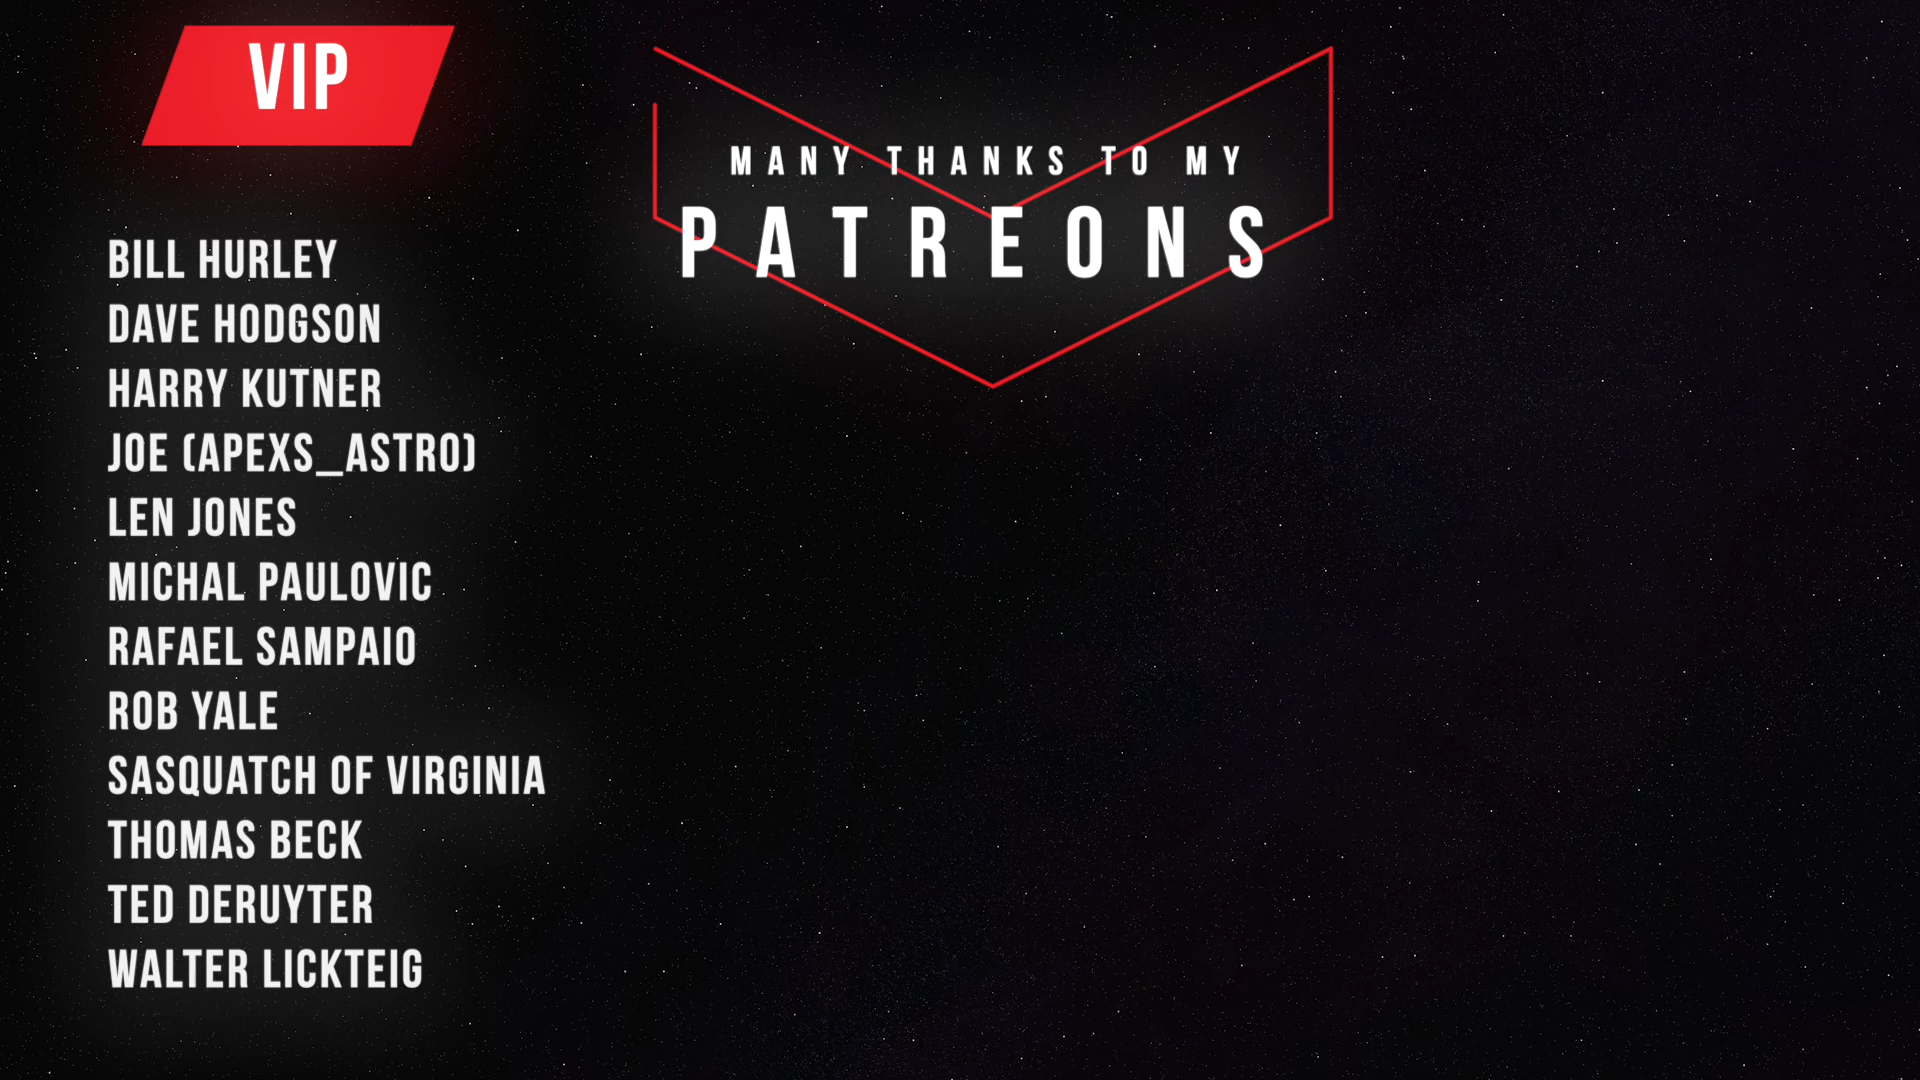 VIP
BILL HURLEY
DAVE HODGSON
HARRY KUTNER
JOE (APEXS_ASTRO)
LEN JONES
MICHAL PAULOVIC
RAFAEL SAMPAIO
ROB YALE
SASQUATCH OF VIRGINIA
THOMAS BECK
TED DERUYTER
WALTER LICKTEIG
MANY THANKS TO MY
PATREONS